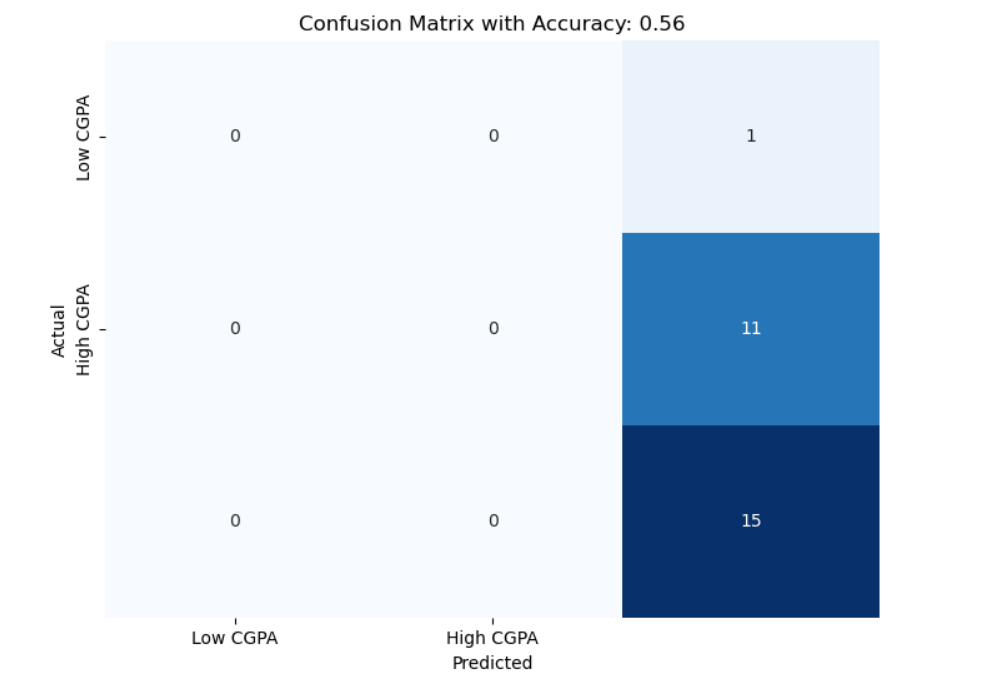 Confusion Matrix with Accuracy: 0.56
Low CGPA
0 0 1
Actual
High CGPA
0 0 11
0 0 15
Low CGPA High CGPA
Predicted